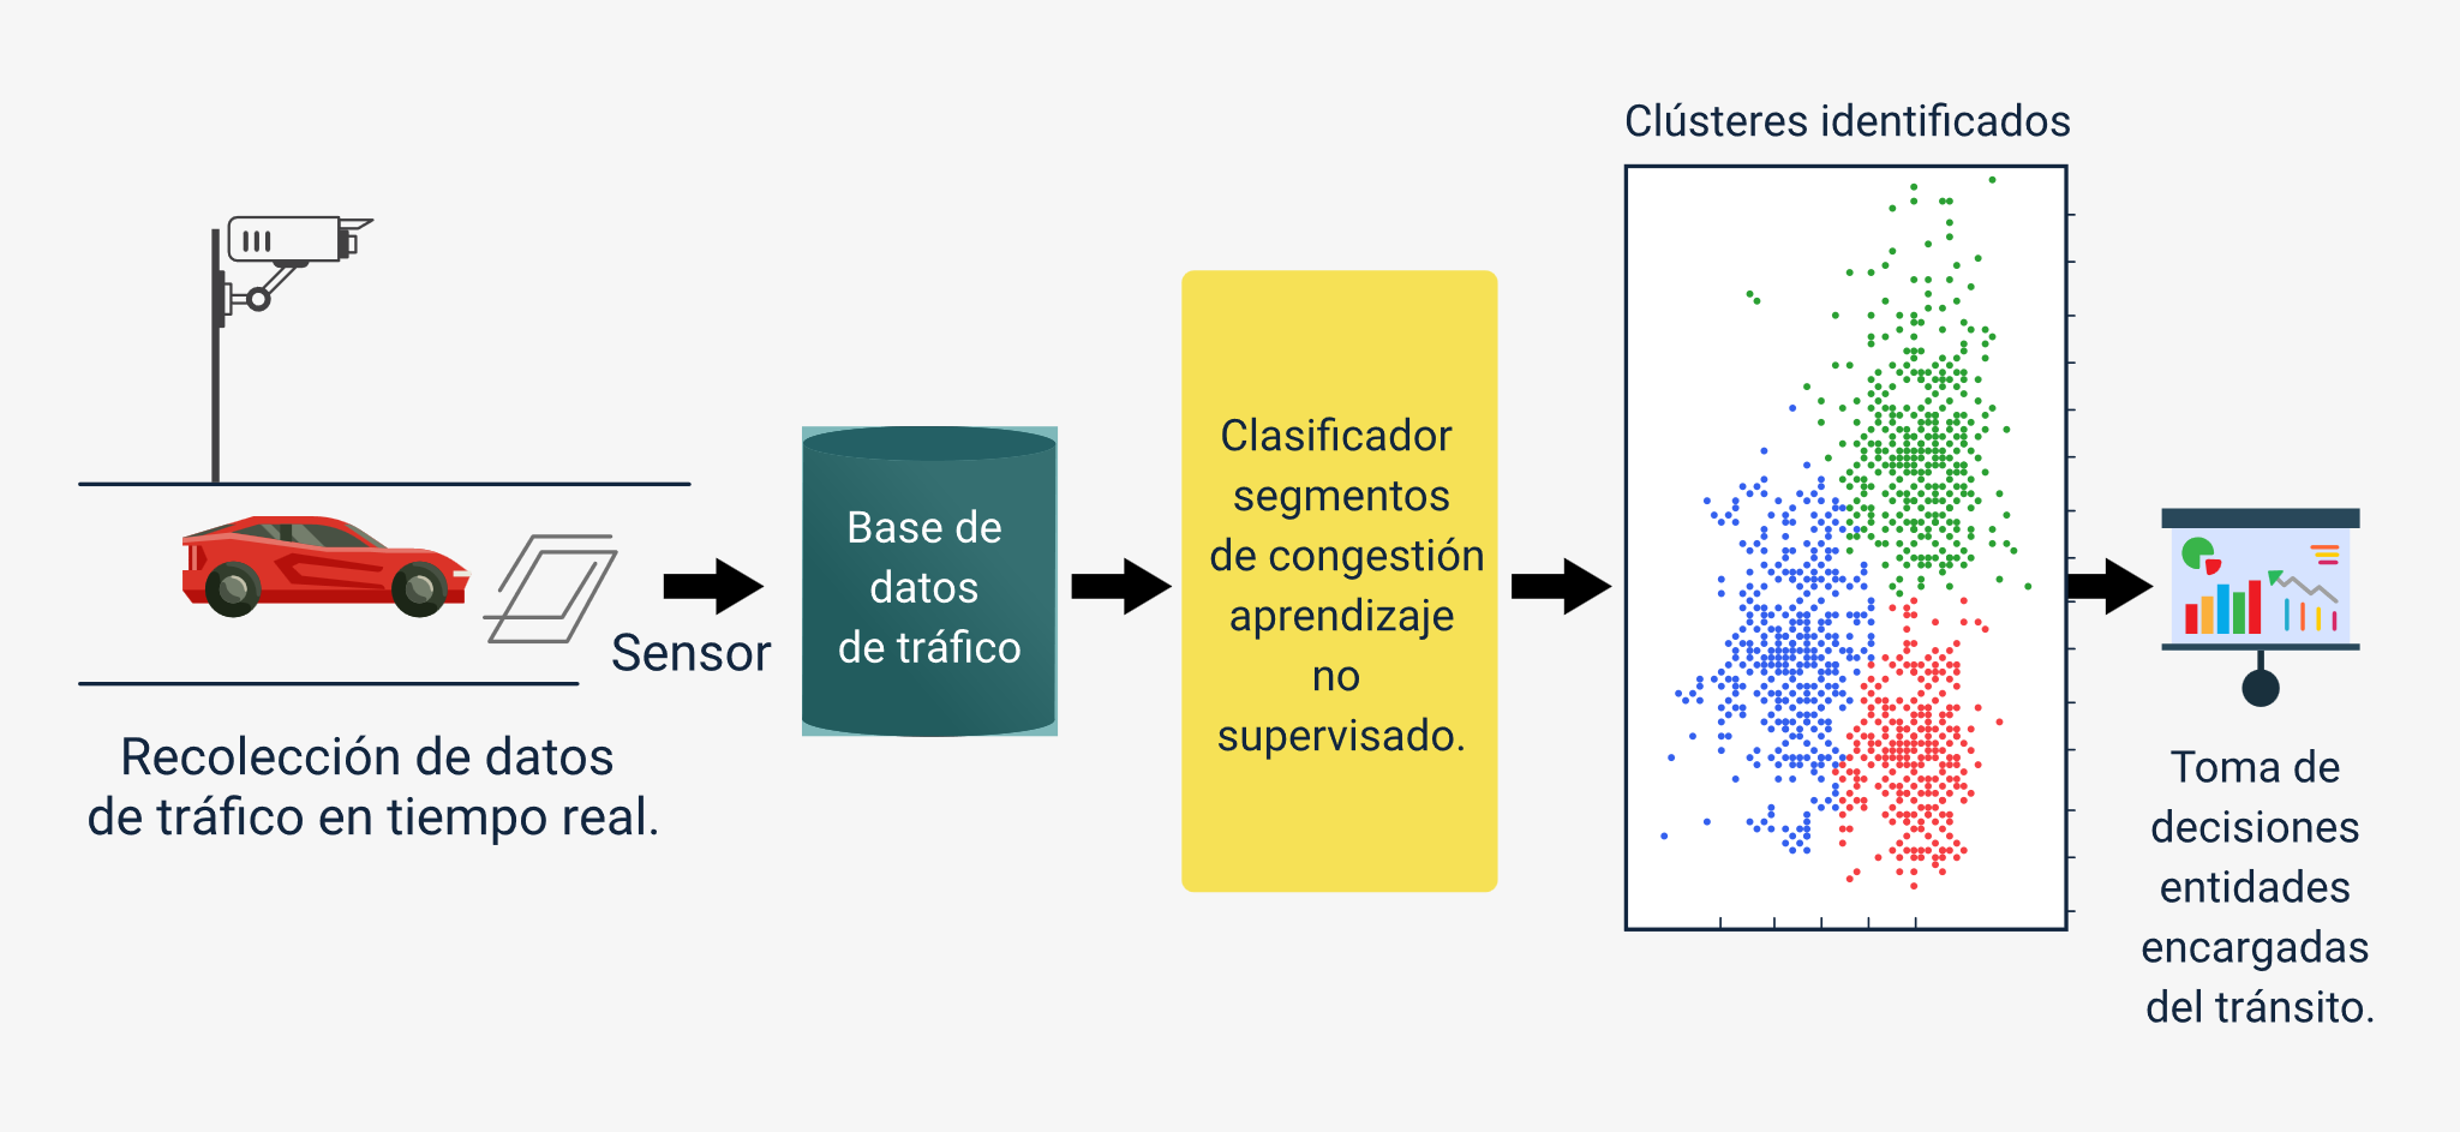 Recolección de datos
de tráfico en tiempo real.
Sensor
Base de
datos
de tráfico
Clasificador
segmentos
de congestión
aprendizaje
no
supervisado.
Clústeres identificados
Toma de
decisiones
entidades
encargadas
del tránsito.